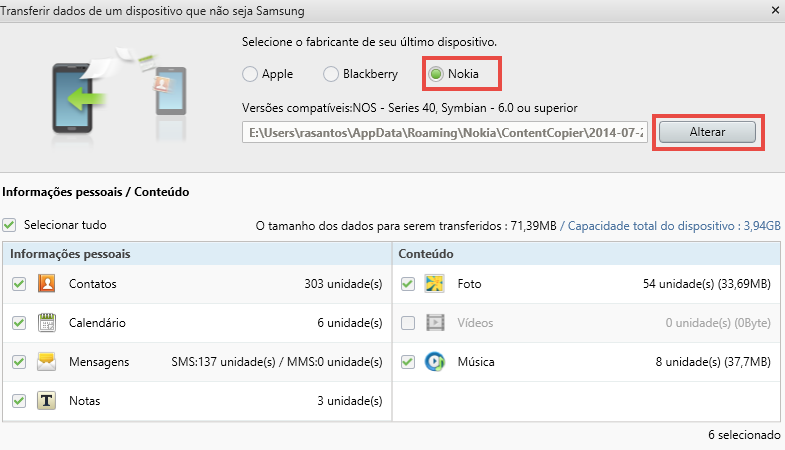 Transferir dados de um dispositivo que não seja Samsung
Selecione o fabricante de seu último dispositivo.
Apple Blackberry Nokia
Versões compatíveis:NOS - Series 40, Symbian - 6.0 ou superior
E:\Users\rasantos\AppData\Roaming\Nokia\ContentCopier\2014-07-2 Alterar
Informações pessoais / Conteúdo
Selecionar tudo O tamanho dos dados para serem transferidos : 71,39MB / Capacidade total do dispositivo : 3,94GB
Informações pessoais Conteúdo
Contatos 303 unidade(s) Foto 54 unidade(s) (33,69MB)
Calendário 6 unidade(s) Vídeos 0 unidade(s) (0Byte)
Mensagens SMS:137 unidade(s) / MMS:0 unidade(s) Música 8 unidade(s) (37,7MB)
T Notas 3 unidade(s)
6 selecionado